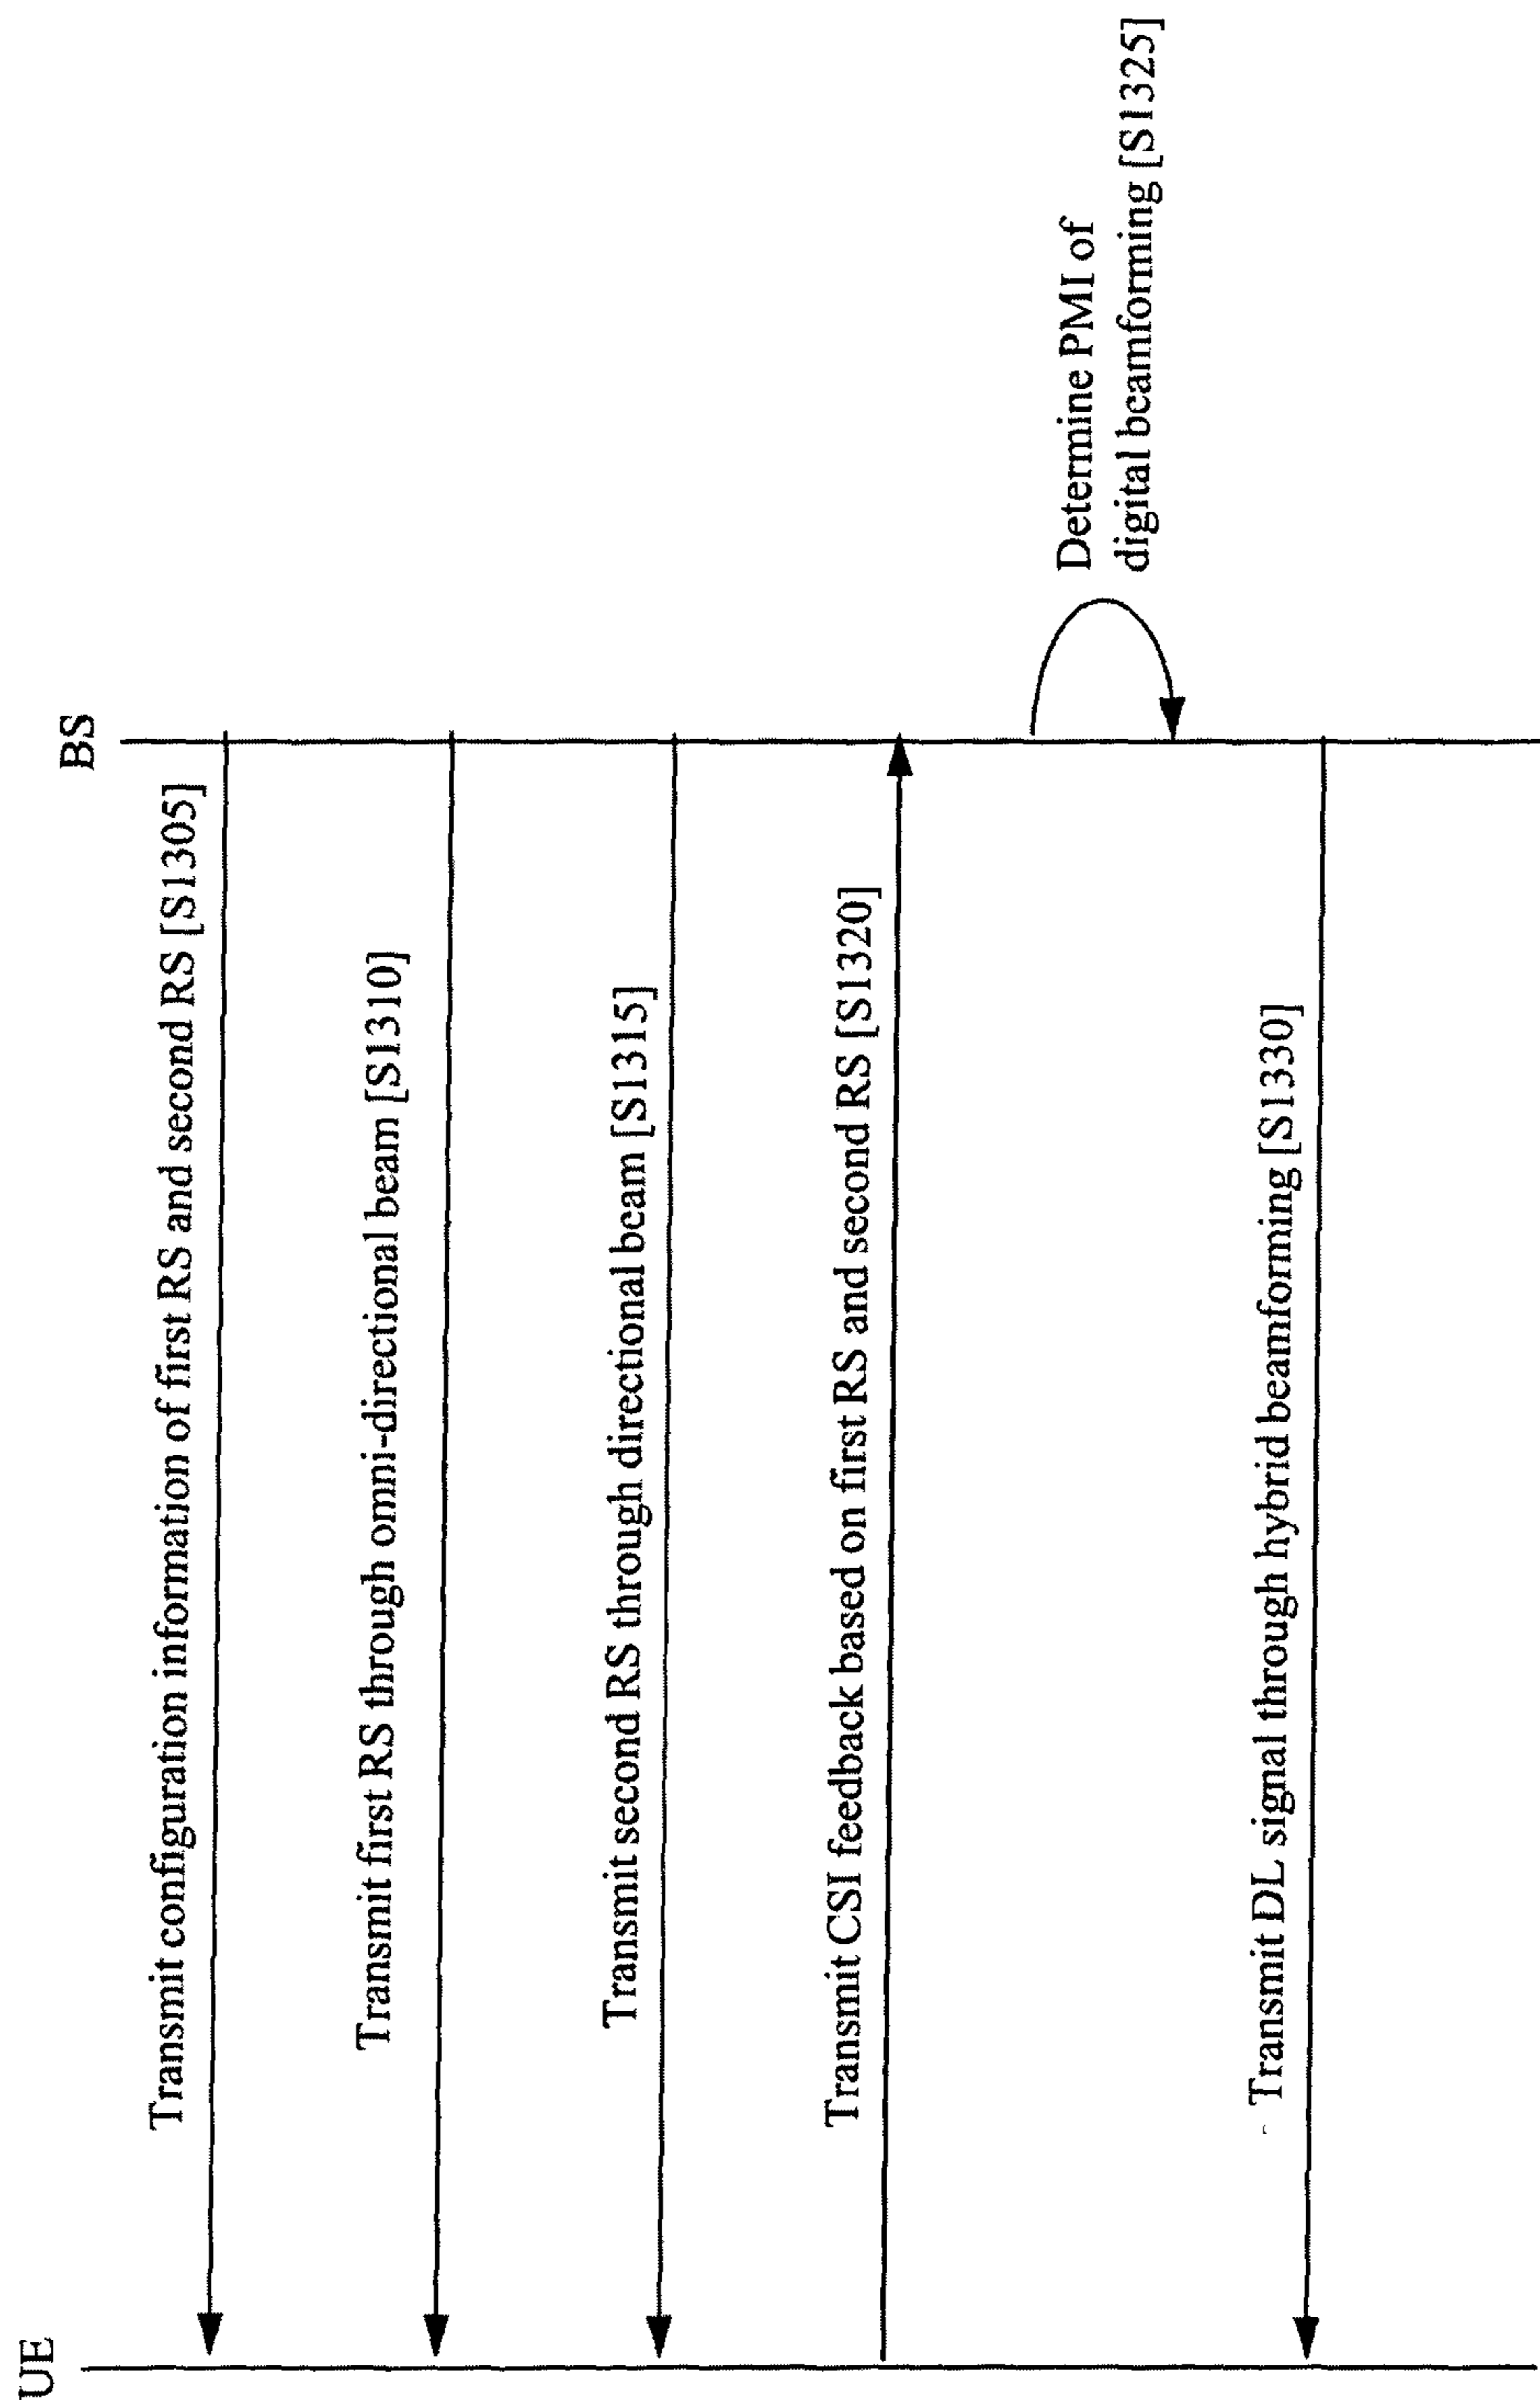 UE
BS
Transmit configuration information of first RS and second RS [S1305]
Transmit first RS through omni-directional beam [S1310]
Transmit second RS through directional beam [S1315]
Transmit CSI feedback based on first RS and second RS [S1320]
Determine PMI of
digital beamforming [S1325]
Transmit DL signal through hybrid beamforming [S1330]